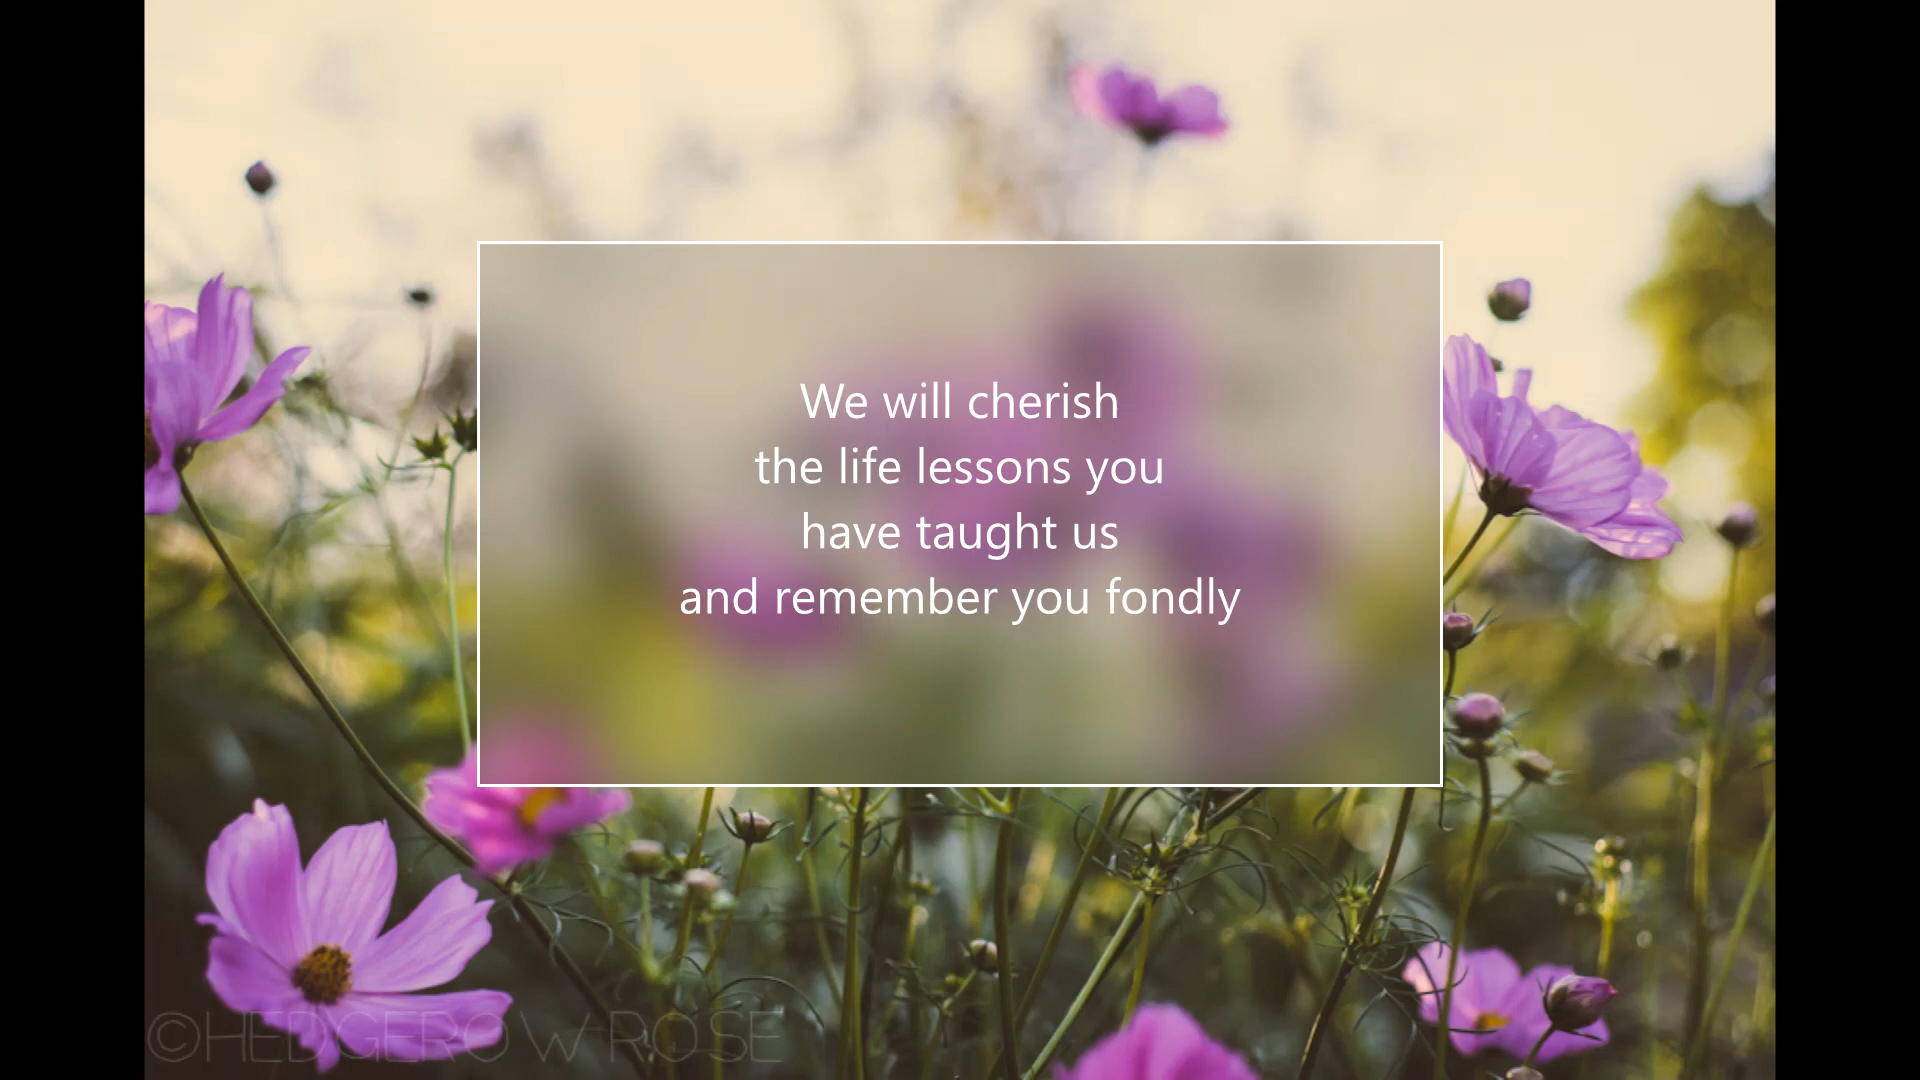 We will cherish
the life lessons you
have taught us
and remember you fondly
©HEDGEROW ROSE